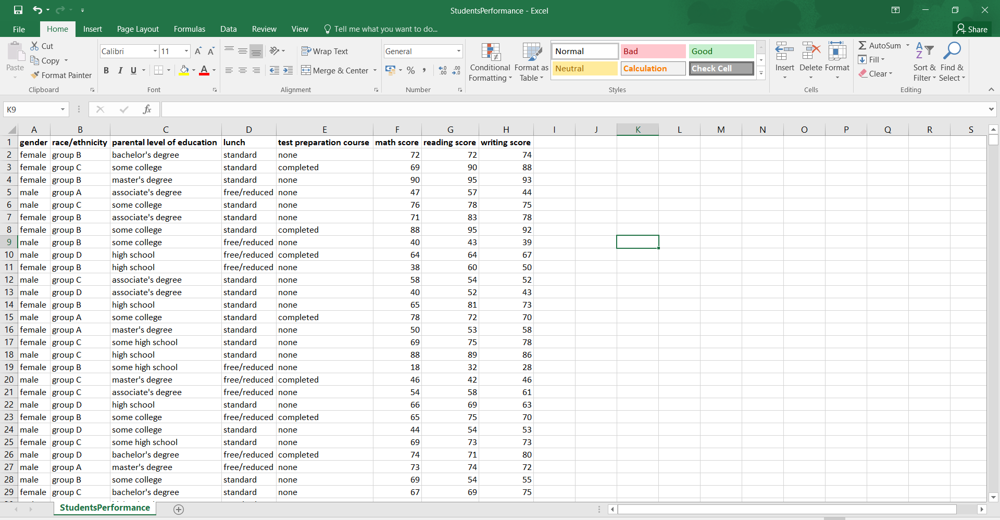 StudentsPerformance - Excel
File Home Insert Page Layout Formulas Data Review View Tell me what you want to do... Share
Paste
Cut
Copy
Format Painter
Clipboard
Calibri 11
B I U A
Font
Wrap Text
Merge & Center
Alignment
General
% , .00
Number
Conditional Formatting
Format as Table
Normal Bad Good
Neutral Calculation Check Cell
Styles
Insert Delete Format
Cells
AutoSum
Fill
Clear
Sort & Filter
Find & Select
Editing
K9 fx
A B C D E F G H I J K L M N O P Q R S
1 gender race/ethnicity parental level of education lunch test preparation course math score reading score writing score
2 female group B bachelor's degree standard none 72 72 74
3 female group C some college standard completed 69 90 88
4 female group B master's degree standard none 90 95 93
5 male group A associate's degree free/reduced none 47 57 44
6 male group C some college standard none 76 78 75
7 female group B associate's degree standard none 71 83 78
8 female group B some college standard completed 88 95 92
9 male group B some college free/reduced none 40 43 39
10 male group D high school free/reduced completed 64 64 67
11 female group B high school free/reduced none 38 60 50
12 male group C associate's degree standard none 58 54 52
13 male group D associate's degree standard none 40 52 43
14 female group B high school standard none 65 81 73
15 male group A some college standard completed 78 72 70
16 female group A master's degree standard none 50 53 58
17 female group C some high school standard none 69 75 78
18 male group C high school standard none 88 89 86
19 female group B some high school free/reduced none 18 32 28
20 male group C master's degree free/reduced completed 46 42 46
21 female group C associate's degree free/reduced none 54 58 61
22 male group D high school standard none 66 69 63
23 female group B some college free/reduced completed 65 75 70
24 male group D some college standard none 44 54 53
25 female group C some high school standard none 69 73 73
26 male group D bachelor's degree free/reduced completed 74 71 80
27 male group A master's degree free/reduced none 73 74 72
28 male group B some college standard none 69 54 55
29 female group C bachelor's degree standard none 67 69 75
StudentsPerformance